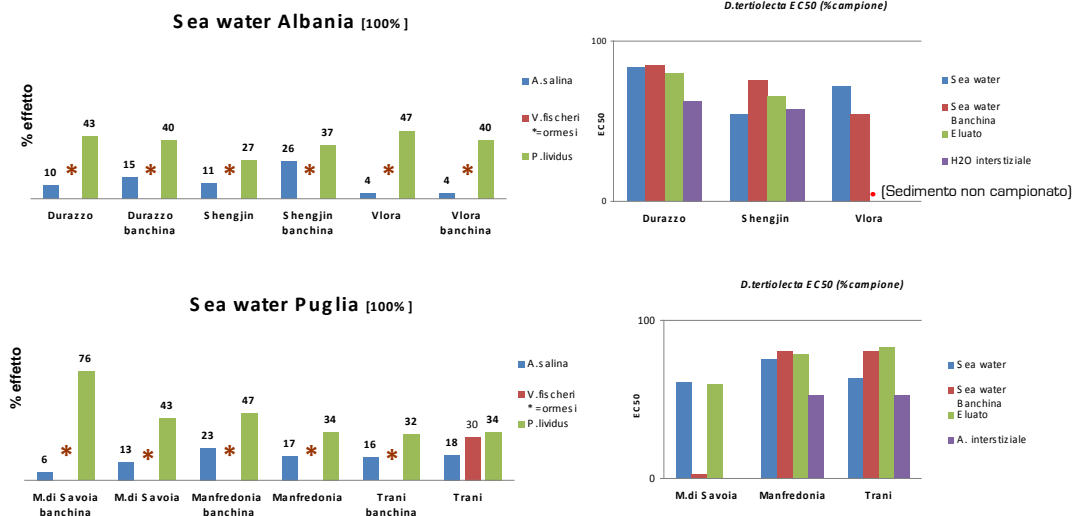 Sea water Albania [100%]
% effetto
43
40
47
40
37
27
26
10
15
11
4
4
*
*
*
*
*
*
Durazzo
Durazzo
banchina
Shengjin
Shengjin
banchina
Vlora
Vlora
banchina
A.salina
V.fischeri
*=ormesi
P.lividus
D.tertiolecta EC50 (%campione)
100
EC50
0
Durazzo
Shengjin
Vlora
Sea water
Sea water
Banchina
Eluato
H2O interstiziale
• (Sedimento non campionato)
Sea water Puglia [100%]
% effetto
76
43
47
34
32
30
34
6
13
23
17
16
18
*
*
*
*
*
M.di Savoia
banchina
M.di Savoia
Manfredonia
banchina
Manfredonia
Trani
banchina
Trani
A.salina
V.fischeri
*=ormesi
P.lividus
D.tertiolecta EC50 (%campione)
100
EC50
0
M.di Savoia
Manfredonia
Trani
Sea water
Sea water
Banchina
Eluato
A. interstiziale